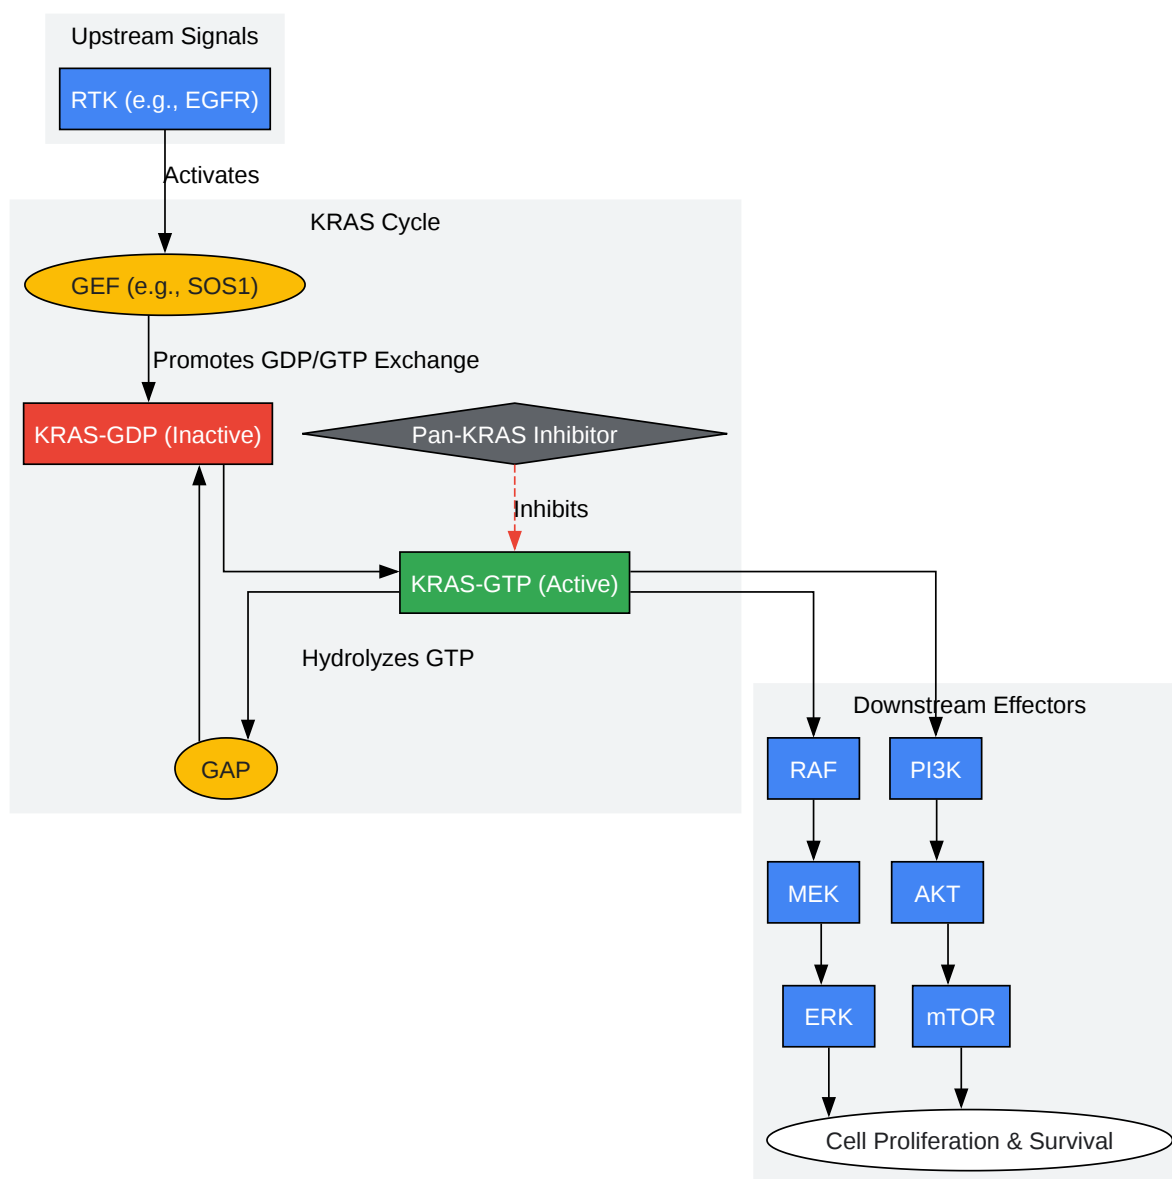 Upstream Signals
RTK (e.g., EGFR)
Activates
KRAS Cycle
GEF (e.g., SOS1)
Promotes GDP/GTP Exchange
KRAS-GDP (Inactive)
Pan-KRAS Inhibitor
Inhibits
KRAS-GTP (Active)
Hydrolyzes GTP
GAP
Downstream Effectors
RAF
PI3K
MEK
AKT
ERK
mTOR
Cell Proliferation & Survival